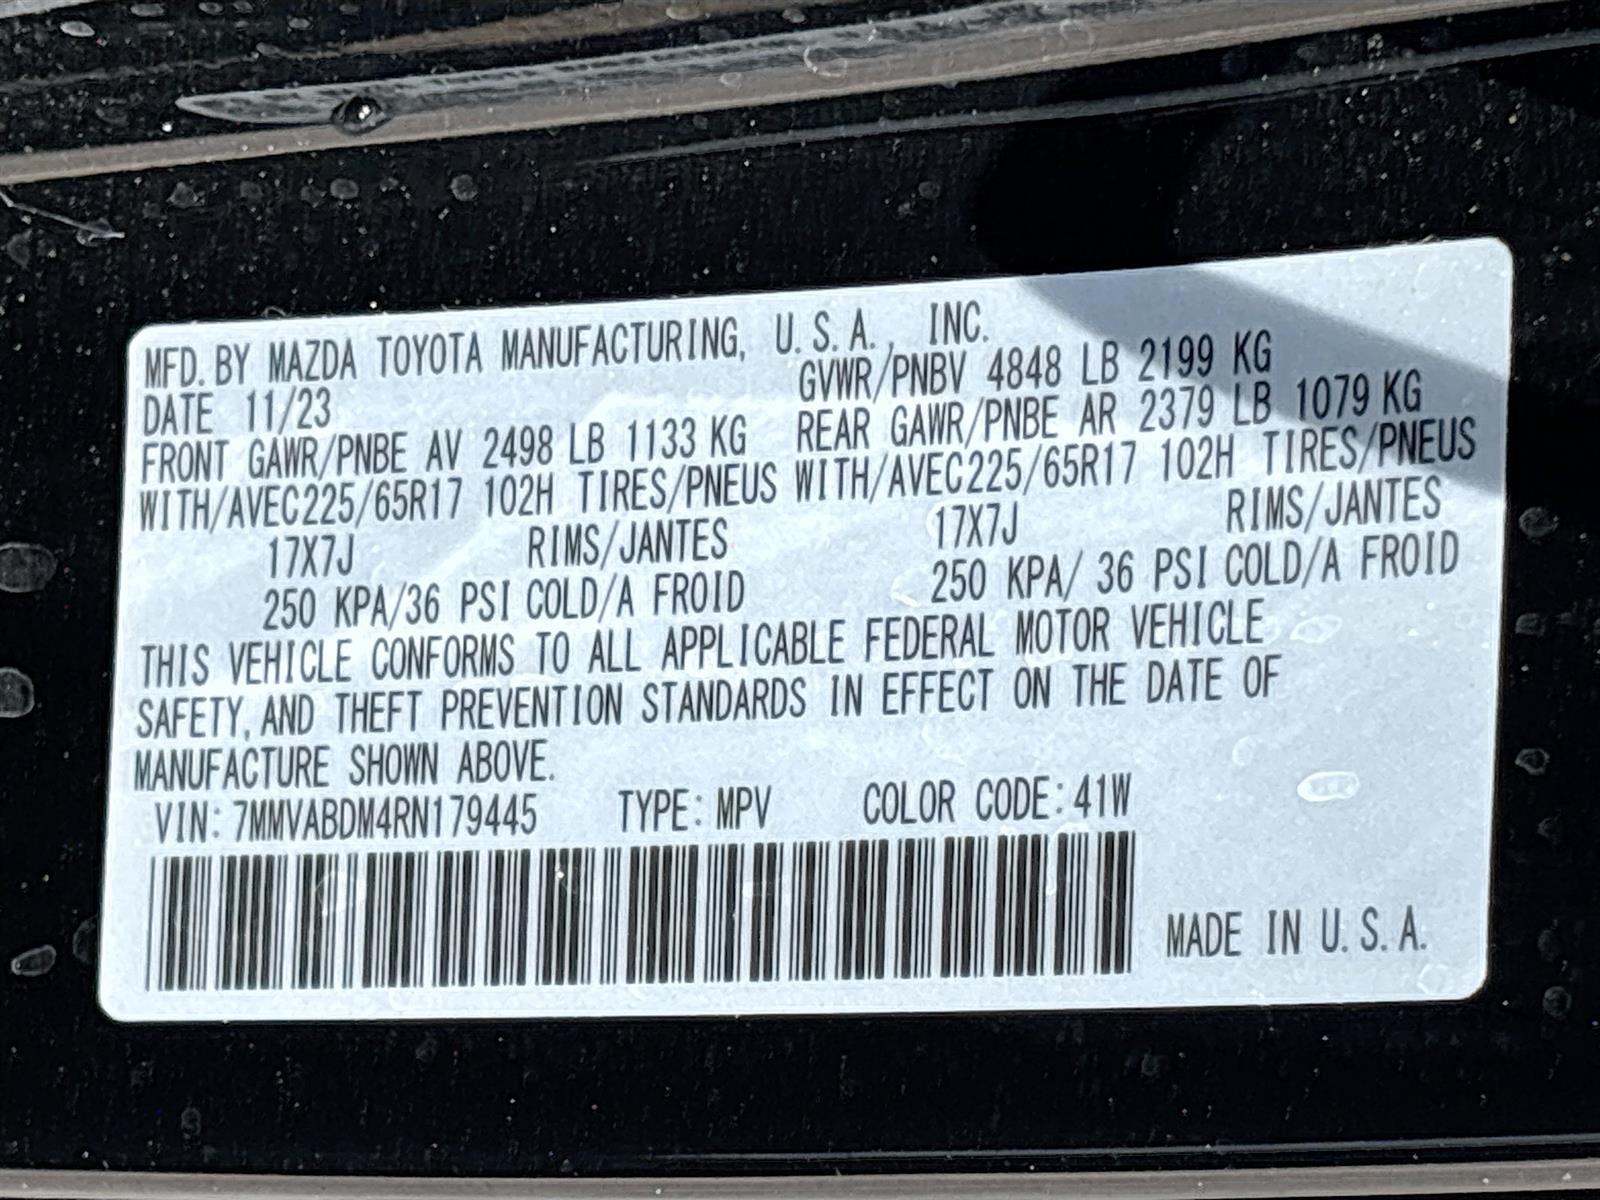 MFD. BY MAZDA TOYOTA MANUFACTURING, U.S.A., INC.
DATE 11/23 GVWR/PNBV 4848 LB 2199 KG
FRONT GAWR/PNBE AV 2498 LB 1133 KG REAR GAWR/PNBE AR 2379 LB 1079 KG
WITH/AVEC225/65R17 102H TIRES/PNEUS WITH/AVEC225/65R17 102H TIRES/PNEUS
17X7J RIMS/JANTES 17X7J RIMS/JANTES
250 KPA/36 PSI COLD/A FROID 250 KPA/ 36 PSI COLD/A FROID
THIS VEHICLE CONFORMS TO ALL APPLICABLE FEDERAL MOTOR VEHICLE
SAFETY, AND THEFT PREVENTION STANDARDS IN EFFECT ON THE DATE OF
MANUFACTURE SHOWN ABOVE.
VIN: 7MMVABDM4RN179445 TYPE: MPV COLOR CODE: 41W
MADE IN U.S.A.